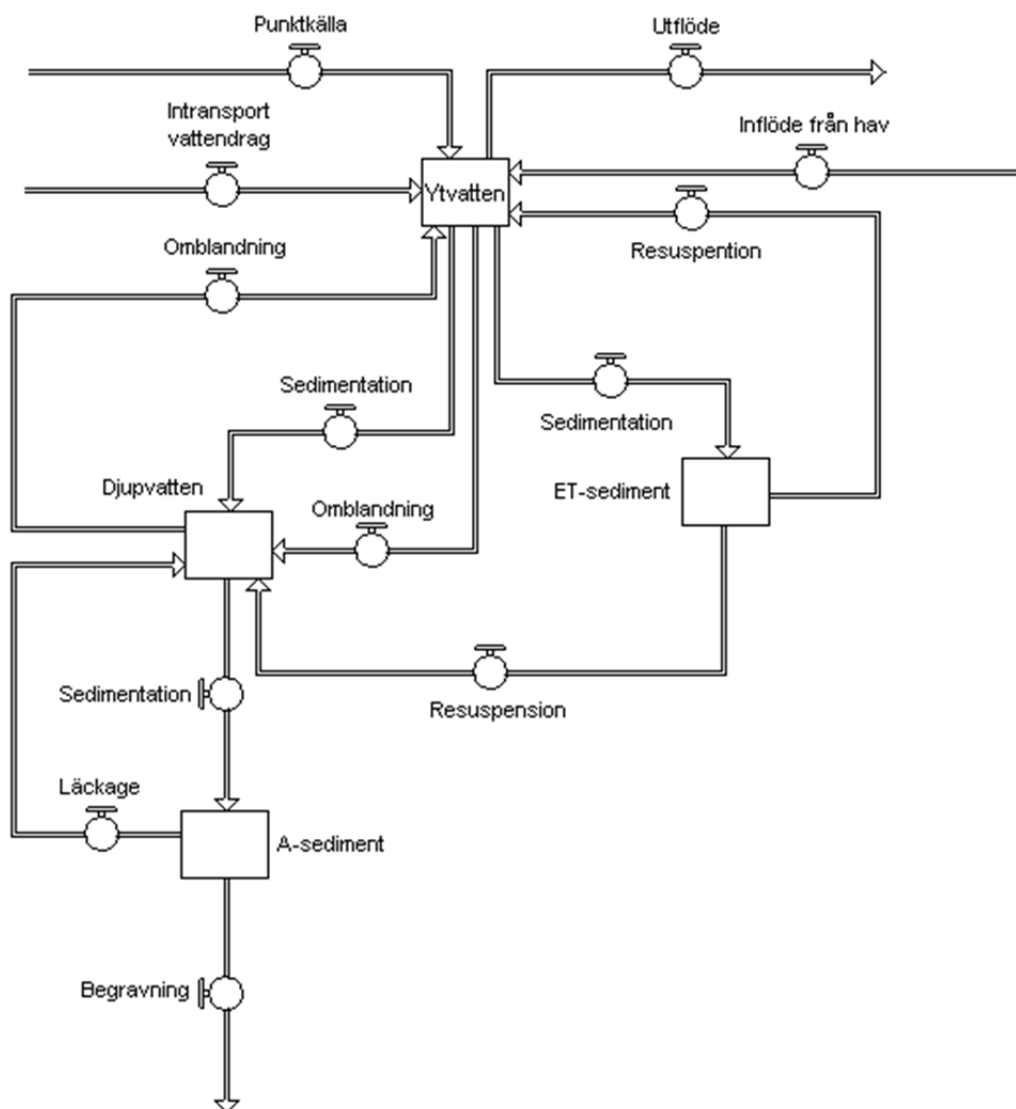 Punktkälla
Utflöde
Intransport
vattendrag
Inflöde från hav
Ytvatten
Omblandning
Resuspention
Sedimentation
Sedimentation
Djupvatten
ET-sediment
Omblandning
Sedimentation
Resuspension
Läckage
A-sediment
Begravning